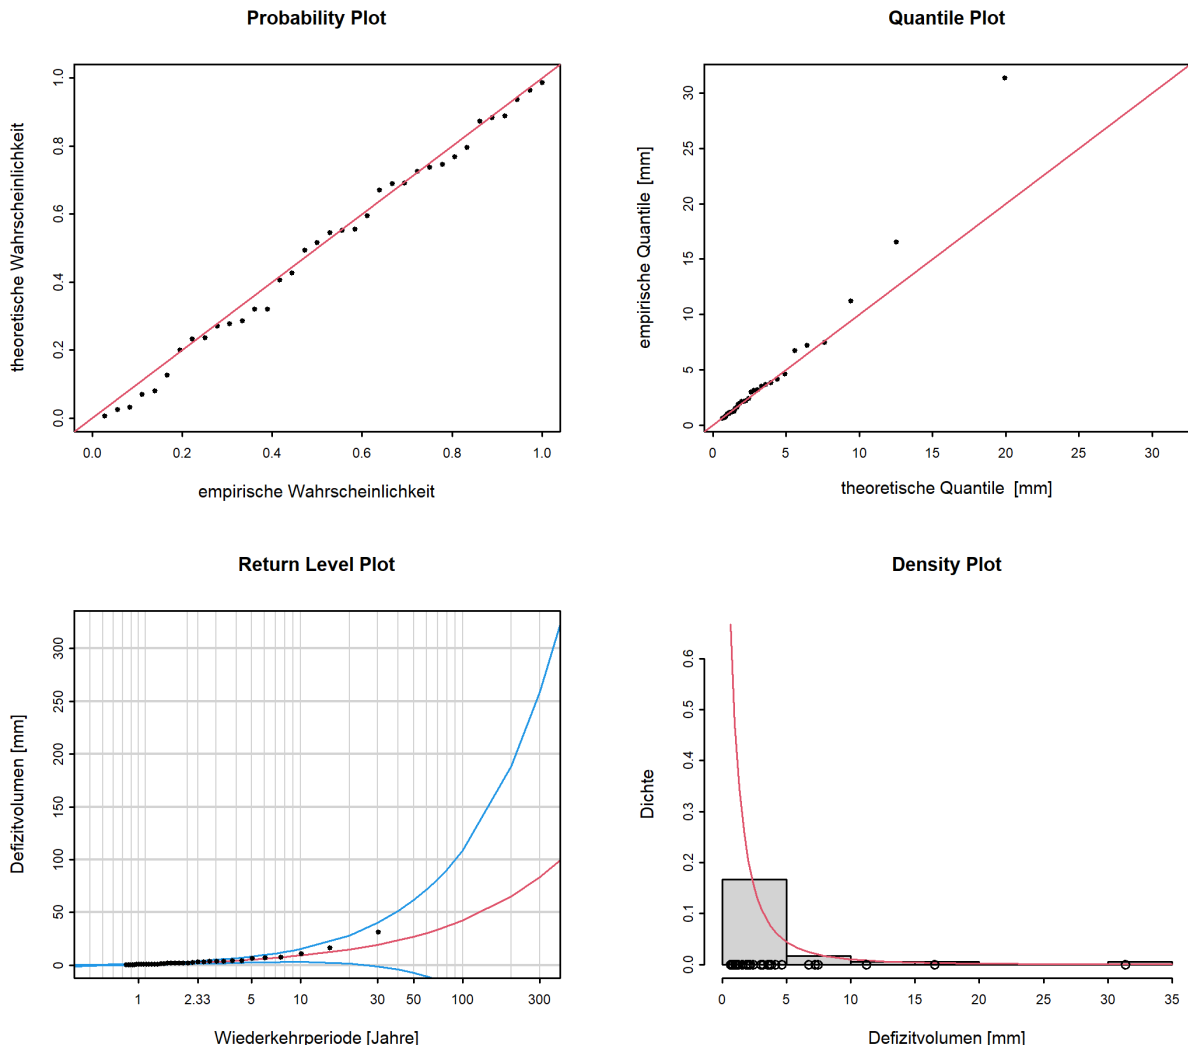 Probability Plot
theoretische Wahrscheinlichkeit
0.0 0.2 0.4 0.6 0.8 1.0
0.0 0.2 0.4 0.6 0.8 1.0
empirische Wahrscheinlichkeit
Quantile Plot
empirische Quantile [mm]
0 5 10 15 20 25 30
0 5 10 15 20 25 30
theoretische Quantile [mm]
Return Level Plot
Defizitvolumen [mm]
0 50 100 150 200 250 300
1 2.33 5 10 30 50 100 300
Wiederkehrperiode [Jahre]
Density Plot
Dichte
0.0 0.1 0.2 0.3 0.4 0.5 0.6
0 5 10 15 20 25 30 35
Defizitvolumen [mm]